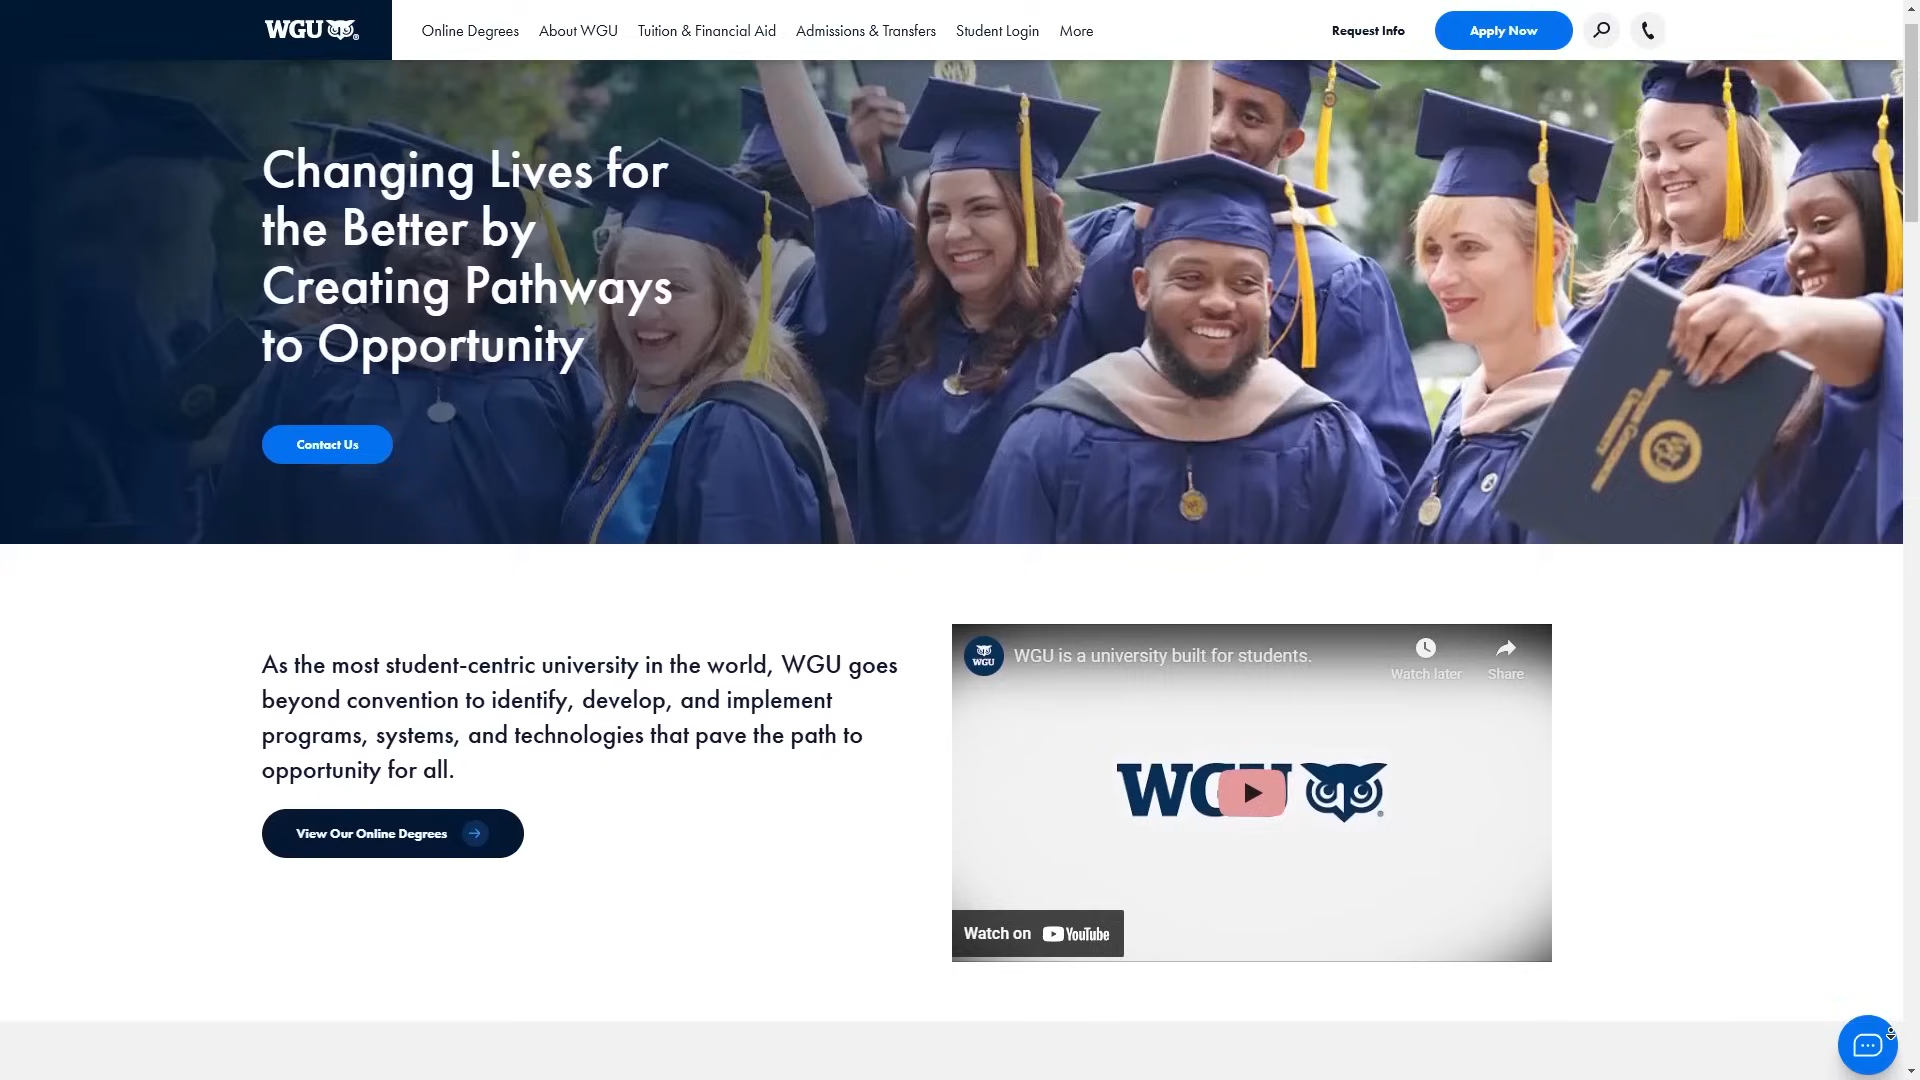 WGU
Online Degrees
About WGU
Tuition & Financial Aid
Admissions & Transfers
Student Login
More
Request Info
Apply Now
Changing Lives for
the Better by
Creating Pathways
to Opportunity
Contact Us
As the most student-centric university in the world, WGU goes
beyond convention to identify, develop, and implement
programs, systems, and technologies that pave the path to
opportunity for all.
View Our Online Degrees
WGU
WGU is a university built for students.
Watch later
Share
WGU
Watch on YouTube